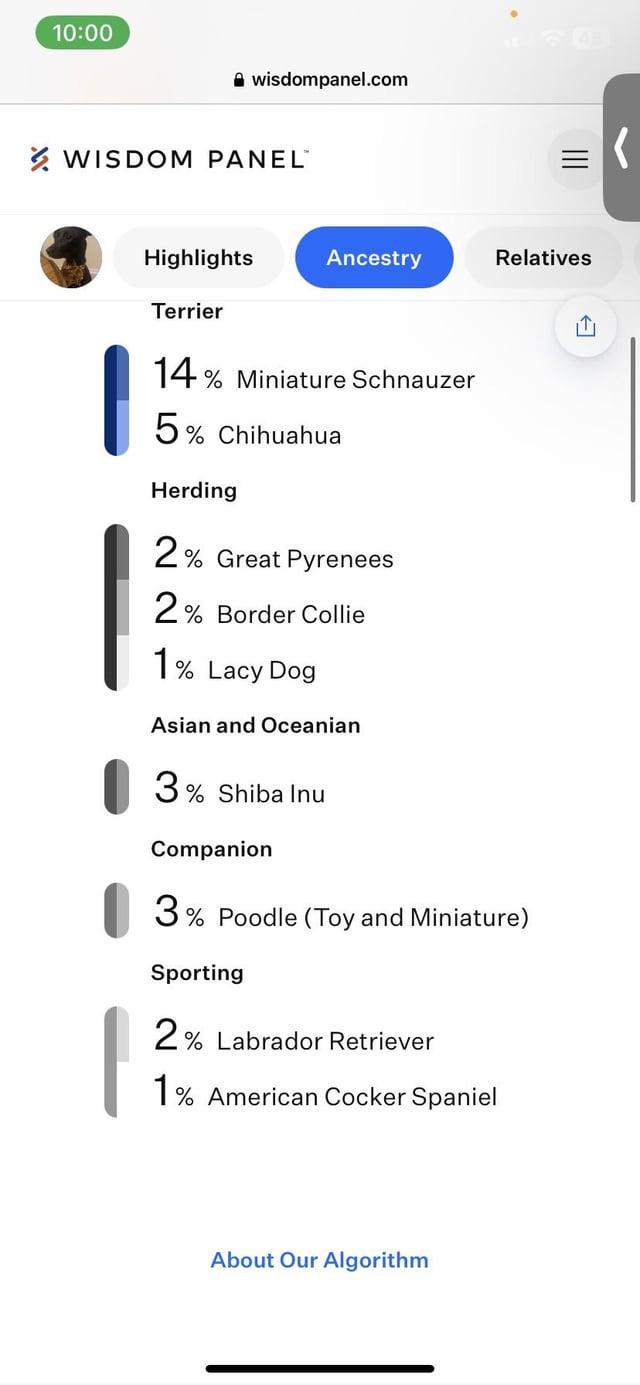 10:00
48
wisdompanel.com
WISDOM PANEL™
Highlights
Ancestry
Relatives
Terrier
14 % Miniature Schnauzer
5 % Chihuahua
Herding
2 % Great Pyrenees
2 % Border Collie
1 % Lacy Dog
Asian and Oceanian
3 % Shiba Inu
Companion
3 % Poodle (Toy and Miniature)
Sporting
2 % Labrador Retriever
1 % American Cocker Spaniel
About Our Algorithm